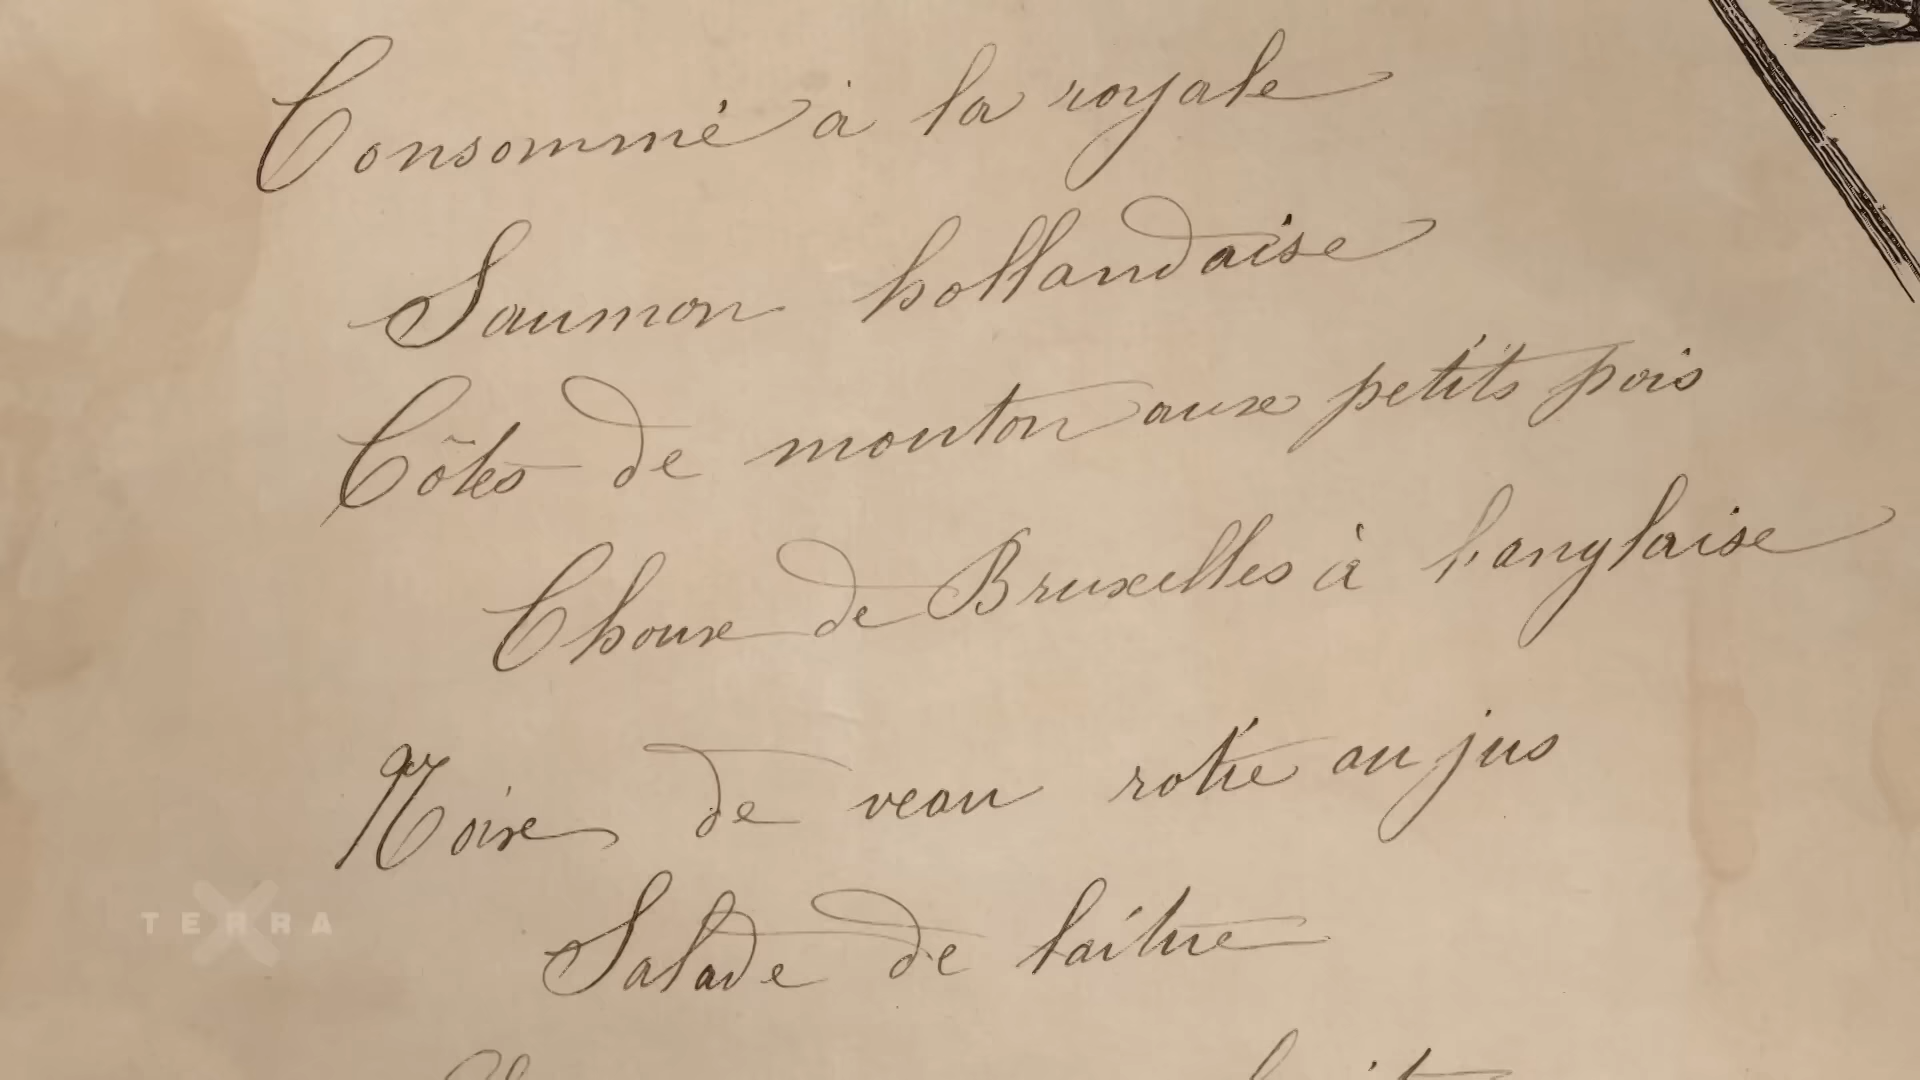 Consommé à la royale
Saumon hollandaise
Côtes de mouton aux petits pois
Choux de Bruxelles à l'anglaise
Noix de veau rotie au jus
Salade de laitue
TERRA X